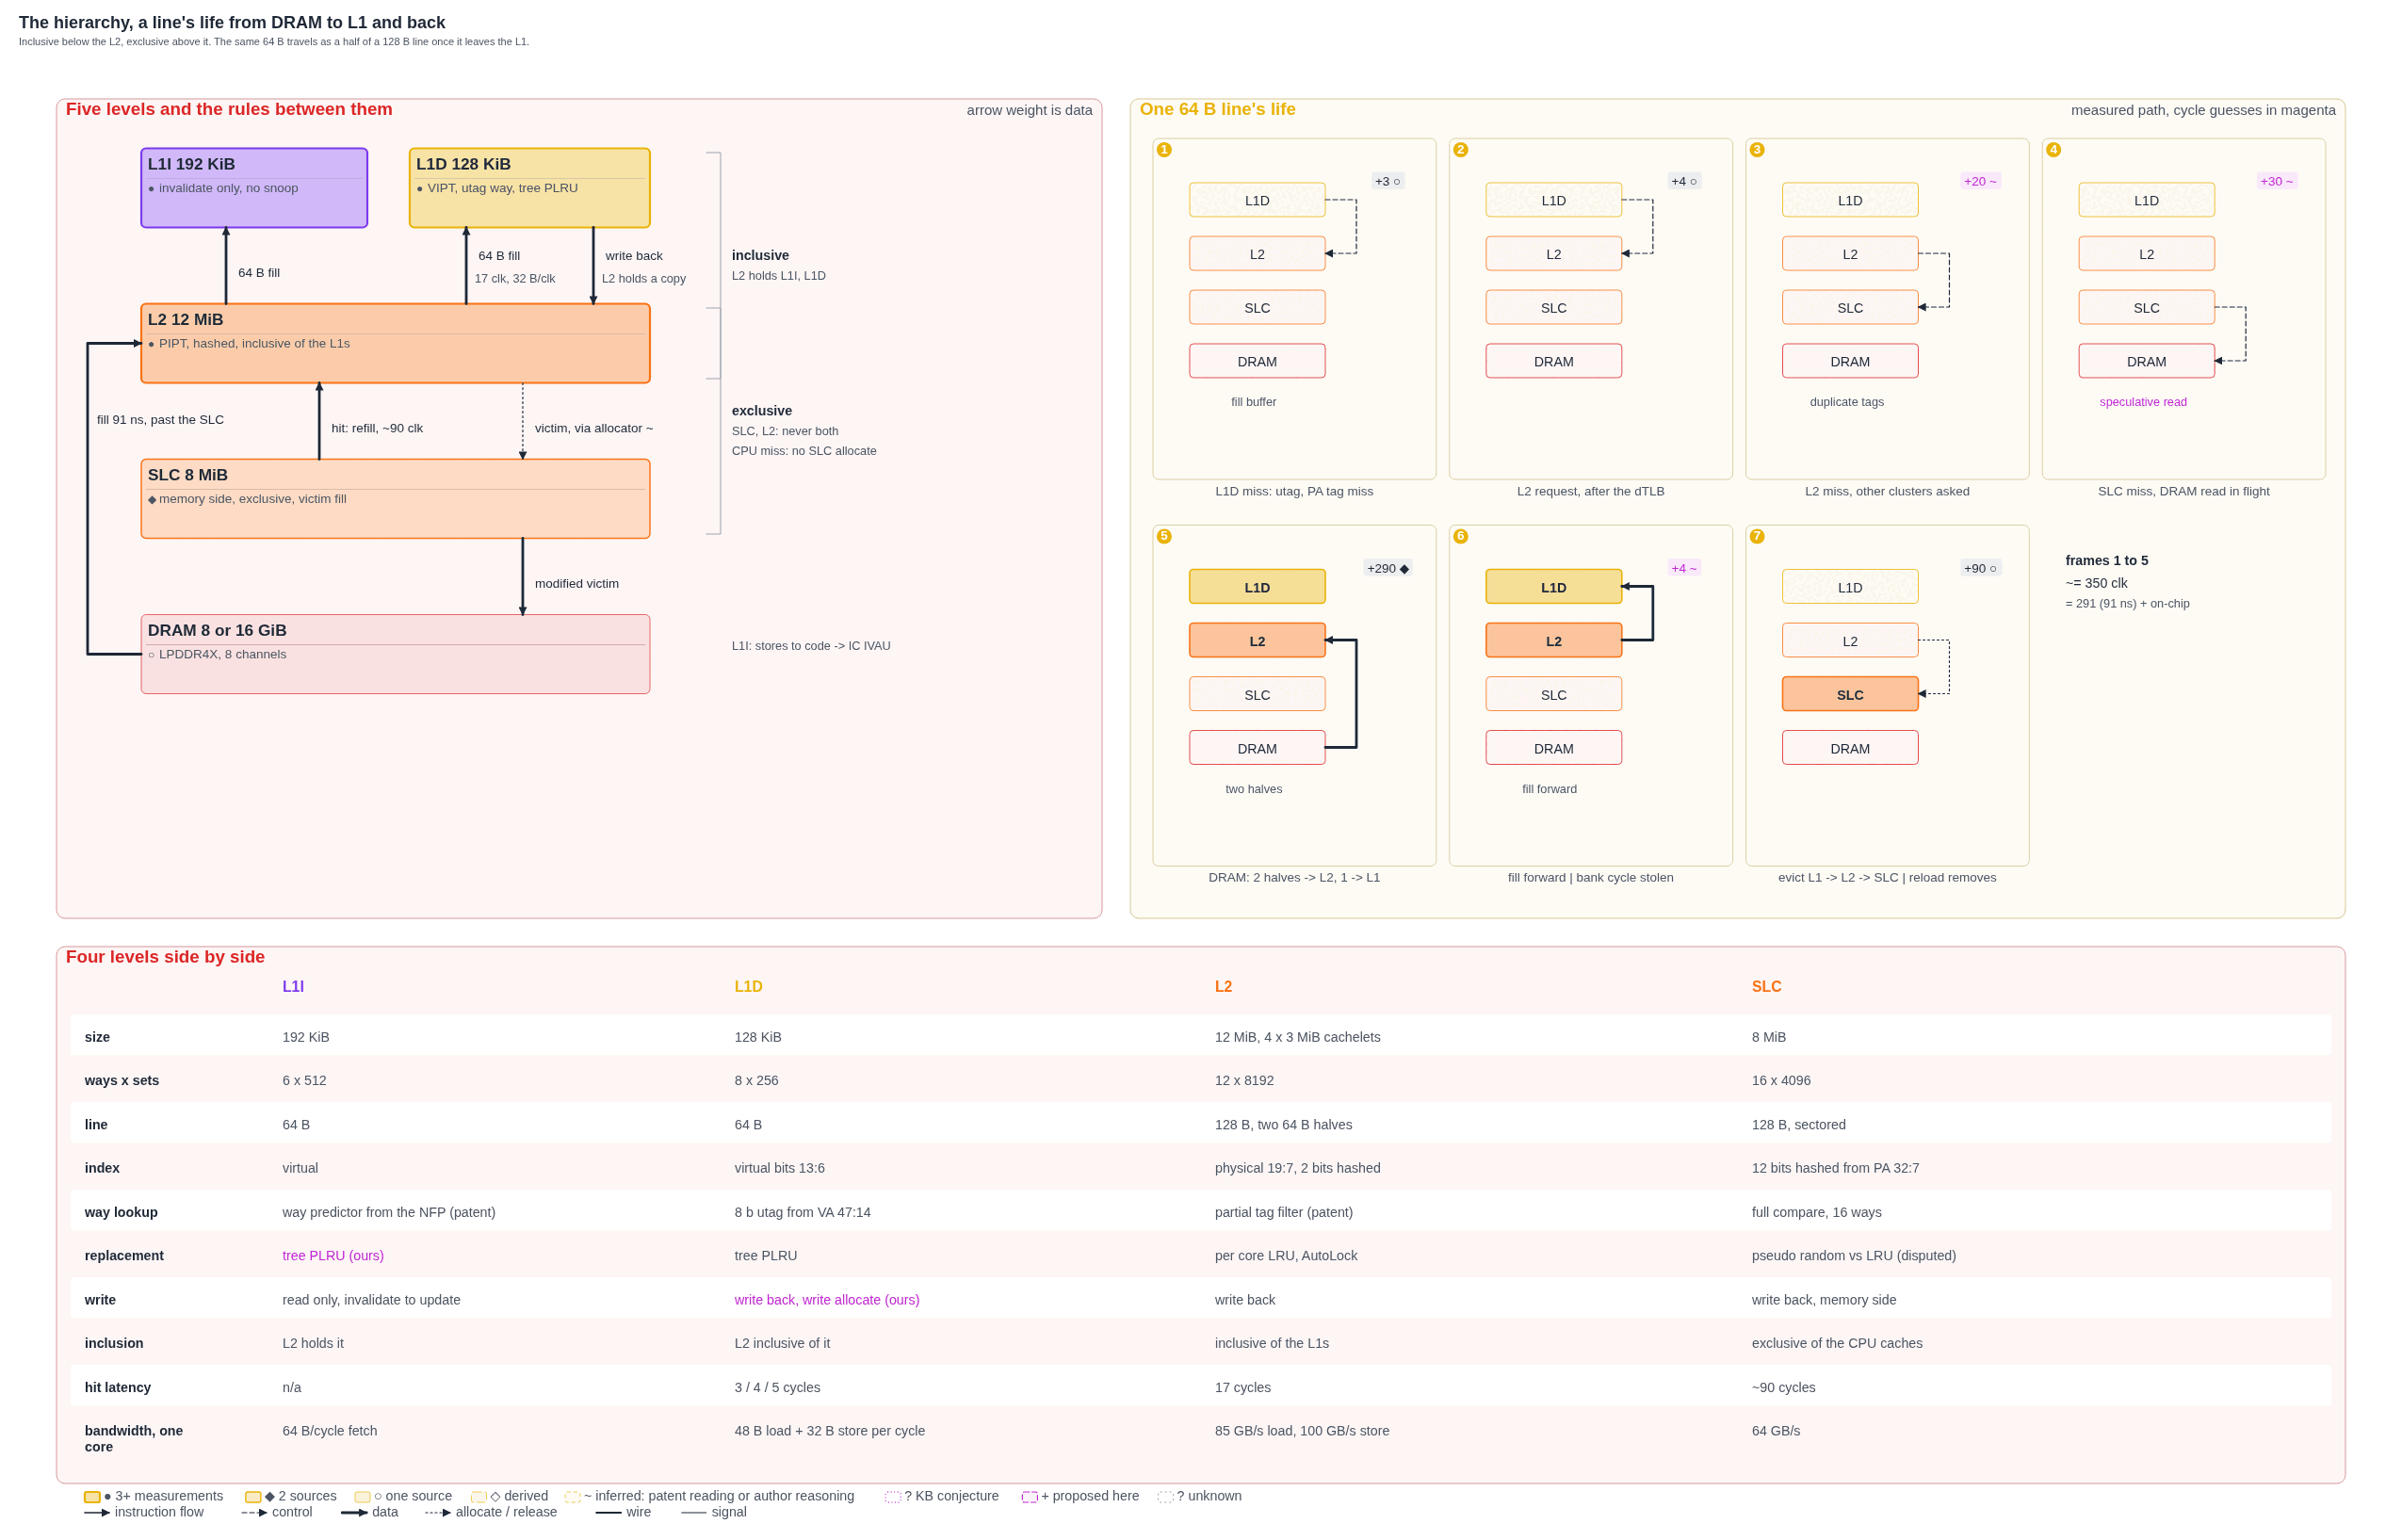 The hierarchy, a line's life from DRAM to L1 and back
Inclusive below the L2, exclusive above it. The same 64 B travels as a half of a 128 B line once it leaves the L1.
Five levels and the rules between them
arrow weight is data
L1I 192 KiB
● invalidate only, no snoop
L1D 128 KiB
● VIPT, utag way, tree PLRU
64 B fill
64 B fill
17 clk, 32 B/clk
write back
L2 holds a copy
inclusive
L2 holds L1I, L1D
L2 12 MiB
● PIPT, hashed, inclusive of the L1s
fill 91 ns, past the SLC
hit: refill, ~90 clk
victim, via allocator ~
exclusive
SLC, L2: never both
CPU miss: no SLC allocate
SLC 8 MiB
◆ memory side, exclusive, victim fill
modified victim
DRAM 8 or 16 GiB
○ LPDDR4X, 8 channels
L1I: stores to code -> IC IVAU
One 64 B line's life
measured path, cycle guesses in magenta
1
+3 ○
L1D
L2
SLC
DRAM
fill buffer
L1D miss: utag, PA tag miss
2
+4 ○
L1D
L2
SLC
DRAM
L2 request, after the dTLB
3
+20 ~
L1D
L2
SLC
DRAM
duplicate tags
L2 miss, other clusters asked
4
+30 ~
L1D
L2
SLC
DRAM
speculative read
SLC miss, DRAM read in flight
5
+290 ◆
L1D
L2
SLC
DRAM
two halves
DRAM: 2 halves -> L2, 1 -> L1
6
+4 ~
L1D
L2
SLC
DRAM
fill forward
fill forward | bank cycle stolen
7
+90 ○
L1D
L2
SLC
DRAM
evict L1 -> L2 -> SLC | reload removes
frames 1 to 5
~= 350 clk
= 291 (91 ns) + on-chip
Four levels side by side
L1I L1D L2 SLC
size 192 KiB 128 KiB 12 MiB, 4 x 3 MiB cachelets 8 MiB
ways x sets 6 x 512 8 x 256 12 x 8192 16 x 4096
line 64 B 64 B 128 B, two 64 B halves 128 B, sectored
index virtual virtual bits 13:6 physical 19:7, 2 bits hashed 12 bits hashed from PA 32:7
way lookup way predictor from the NFP (patent) 8 b utag from VA 47:14 partial tag filter (patent) full compare, 16 ways
replacement tree PLRU (ours) tree PLRU per core LRU, AutoLock pseudo random vs LRU (disputed)
write read only, invalidate to update write back, write allocate (ours) write back write back, memory side
inclusion L2 holds it L2 inclusive of it inclusive of the L1s exclusive of the CPU caches
hit latency n/a 3 / 4 / 5 cycles 17 cycles ~90 cycles
bandwidth, one core 64 B/cycle fetch 48 B load + 32 B store per cycle 85 GB/s load, 100 GB/s store 64 GB/s
● 3+ measurements ◆ 2 sources ○ one source ◇ derived ~ inferred: patent reading or author reasoning ? KB conjecture + proposed here ? unknown
instruction flow control data allocate / release wire signal